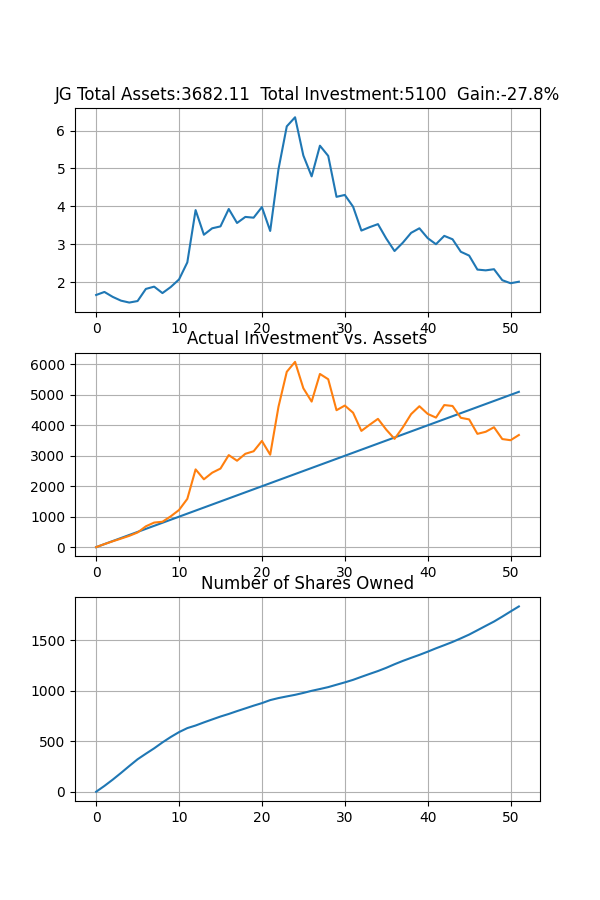 JG Total Assets:3682.11  Total Investment:5100  Gain:-27.8%
6
5
4
3
2
0 10 20 30 40 50
Actual Investment vs. Assets
6000
5000
4000
3000
2000
1000
0
0 10 20 30 40 50
Number of Shares Owned
1500
1000
500
0
0 10 20 30 40 50